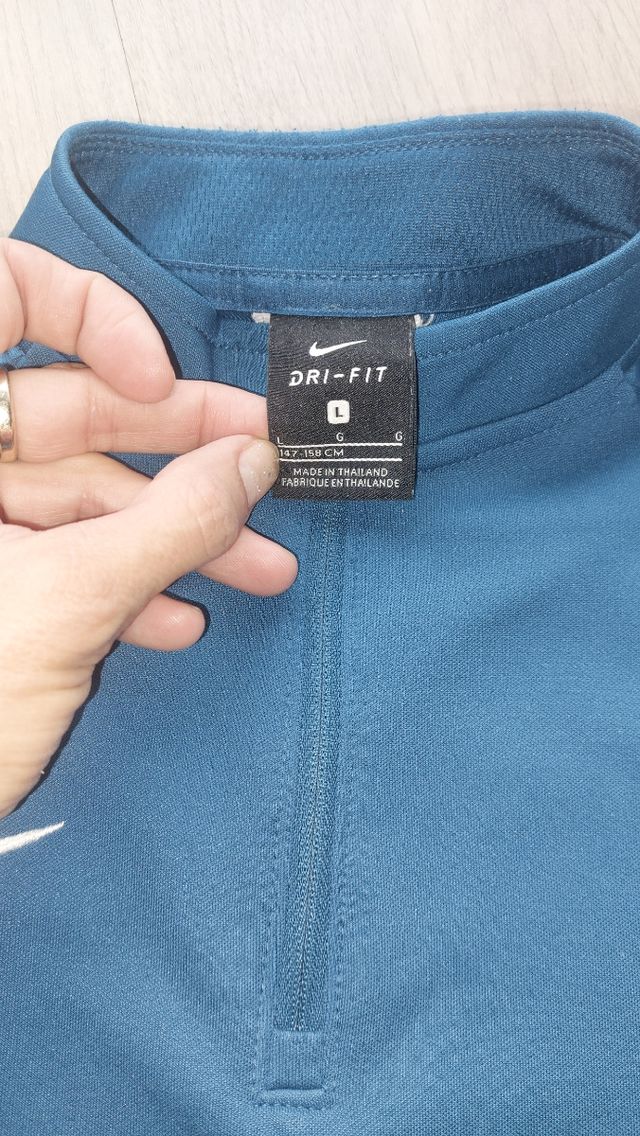 DRI-FIT
L
L G G
147-158 CM
MADE IN THAILAND
FABRIQUE EN THAILANDE